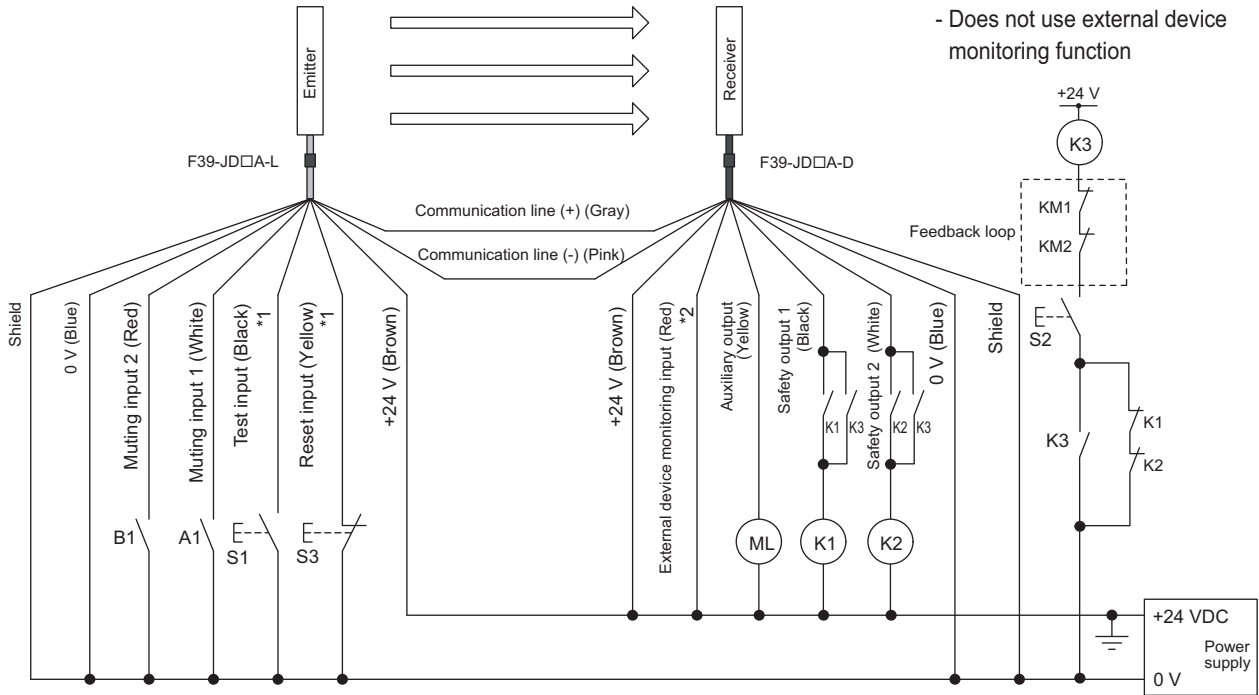 - Does not use external device
monitoring function
Emitter
Receiver
+24 V
K3
F39-JD□A-L
F39-JD□A-D
KM1
KM2
Feedback loop
Communication line (+) (Gray)
Communication line (-) (Pink)
Shield
0 V (Blue)
Muting input 2 (Red)
Muting input 1 (White)
Test input (Black)
*1
Reset input (Yellow)
*1
+24 V (Brown)
+24 V (Brown)
External device monitoring input (Red)
*2
Auxiliary output
(Yellow)
Safety output 1
(Black)
Safety output 2 (White)
0 V (Blue)
Shield
S2
K1
K3
K2
K3
K3
K1
K2
B1
A1
S1
S3
ML
K1
K2
+24 VDC
Power
supply
0 V